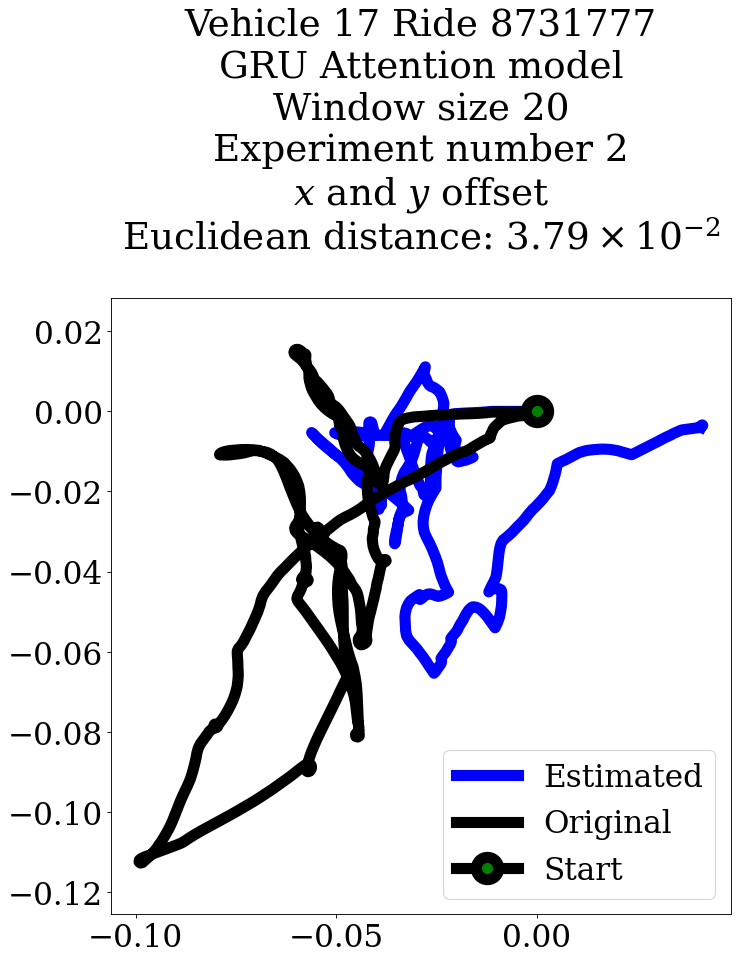 Vehicle 17 Ride 8731777
GRU Attention model
Window size 20
Experiment number 2
x and y offset
Euclidean distance: 3.79 × 10⁻²
0.02
0.00
−0.02
−0.04
−0.06
−0.08
−0.10
−0.12
Estimated
Original
Start
−0.10 −0.05 0.00